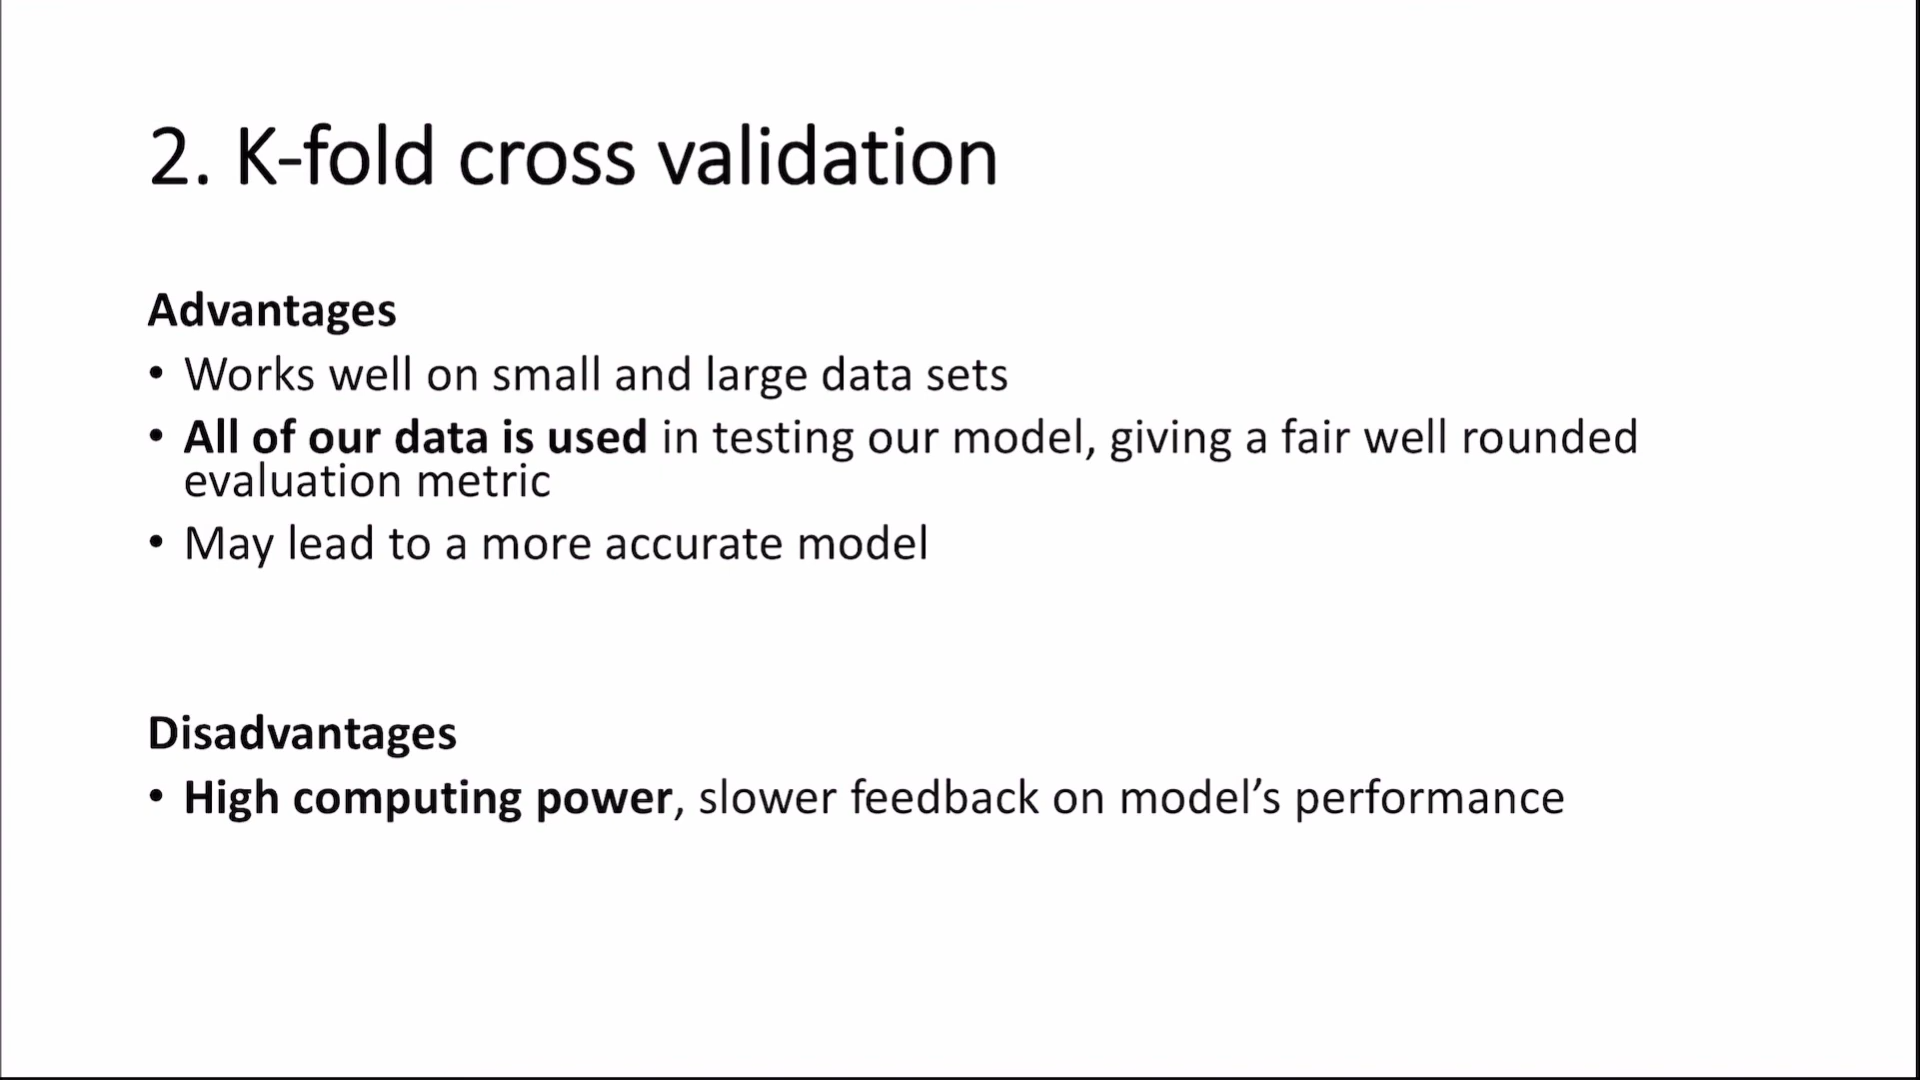 2. K-fold cross validation
Advantages
• Works well on small and large data sets
• All of our data is used in testing our model, giving a fair well rounded
evaluation metric
• May lead to a more accurate model
Disadvantages
• High computing power, slower feedback on model’s performance